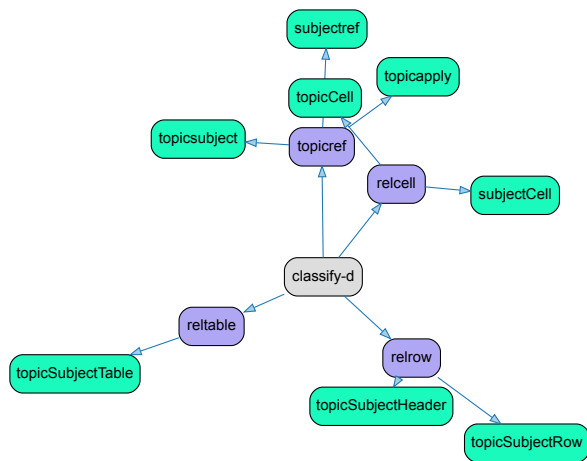 subjectref
topicapply
topicCell
topicsubject
topicref
relcell
subjectCell
classify-d
reltable
relrow
topicSubjectTable
topicSubjectHeader
topicSubjectRow